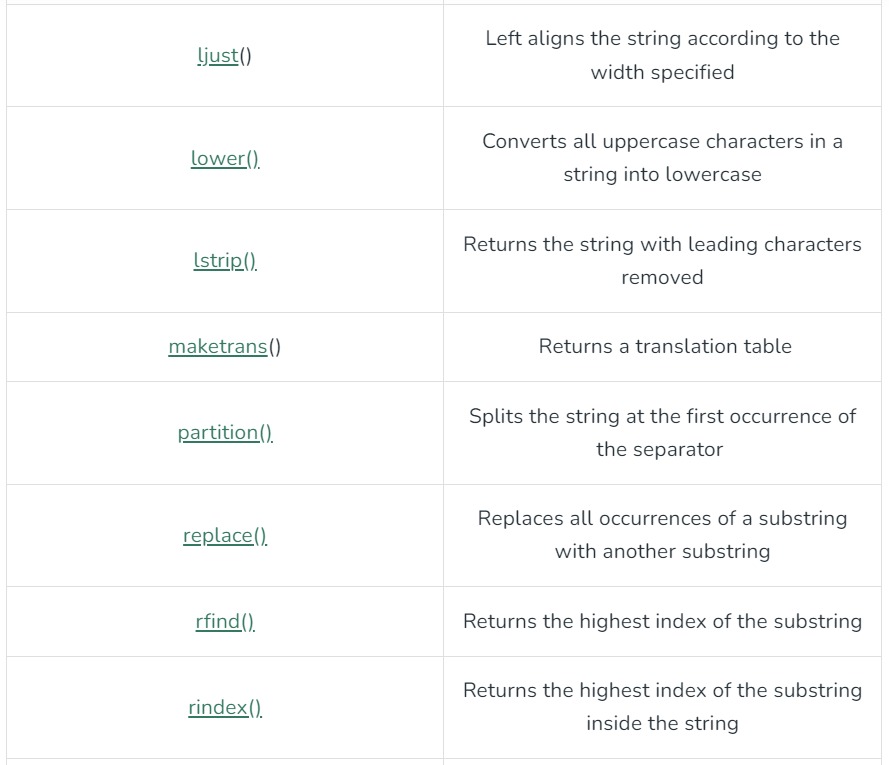 ljust()
Left aligns the string according to the
width specified
lower()
Converts all uppercase characters in a
string into lowercase
lstrip()
Returns the string with leading characters
removed
maketrans()
Returns a translation table
partition()
Splits the string at the first occurrence of
the separator
replace()
Replaces all occurrences of a substring
with another substring
rfind()
Returns the highest index of the substring
rindex()
Returns the highest index of the substring
inside the string